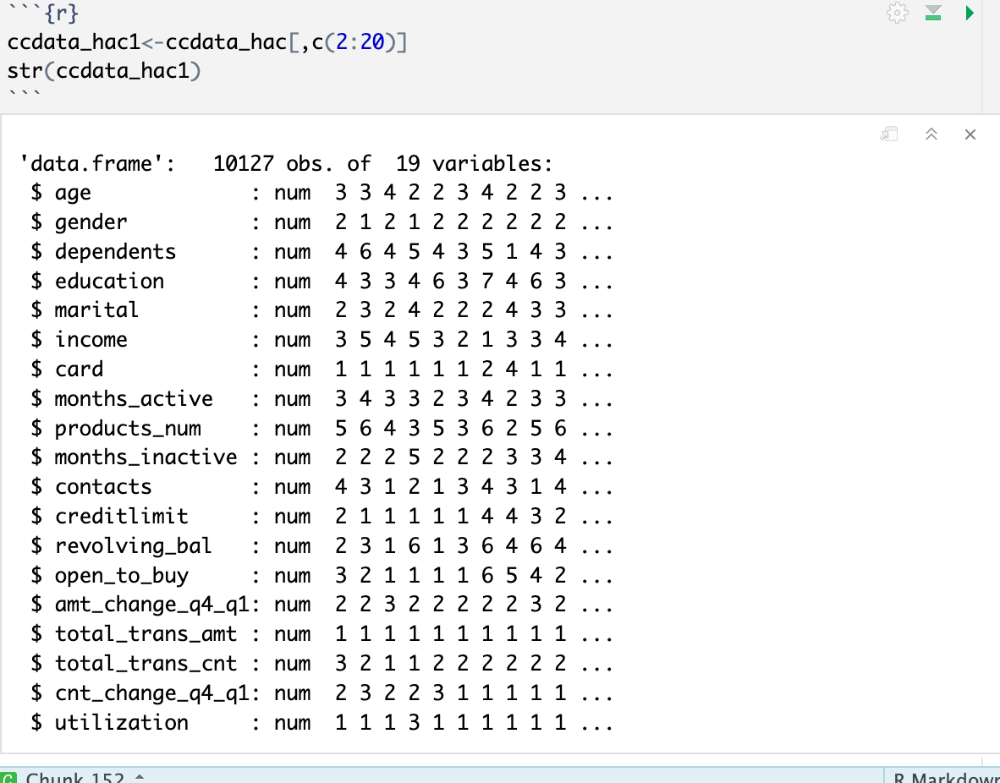 ```{r}
ccdata_hac1<-ccdata_hac[,c(2:20)]
str(ccdata_hac1)
```
'data.frame':   10127 obs. of  19 variables:
 $ age             : num  3 3 4 2 2 3 4 2 2 3 ...
 $ gender          : num  2 1 2 1 2 2 2 2 2 2 ...
 $ dependents      : num  4 6 4 5 4 3 5 1 4 3 ...
 $ education       : num  4 3 3 4 6 3 7 4 6 3 ...
 $ marital         : num  2 3 2 4 2 2 2 4 3 3 ...
 $ income          : num  3 5 4 5 3 2 1 3 3 4 ...
 $ card            : num  1 1 1 1 1 1 2 4 1 1 ...
 $ months_active   : num  3 4 3 3 2 3 4 2 3 3 ...
 $ products_num    : num  5 6 4 3 5 3 6 2 5 6 ...
 $ months_inactive : num  2 2 2 5 2 2 2 3 3 4 ...
 $ contacts        : num  4 3 1 2 1 3 4 3 1 4 ...
 $ creditlimit     : num  2 1 1 1 1 1 4 4 3 2 ...
 $ revolving_bal   : num  2 3 1 6 1 3 6 4 6 4 ...
 $ open_to_buy     : num  3 2 1 1 1 1 6 5 4 2 ...
 $ amt_change_q4_q1: num  2 2 3 2 2 2 2 2 3 2 ...
 $ total_trans_amt : num  1 1 1 1 1 1 1 1 1 1 ...
 $ total_trans_cnt : num  3 2 1 1 2 2 2 2 2 2 ...
 $ cnt_change_q4_q1: num  2 3 2 2 3 1 1 1 1 1 ...
 $ utilization     : num  1 1 1 3 1 1 1 1 1 1 ...
C Chunk 152 R Markdown